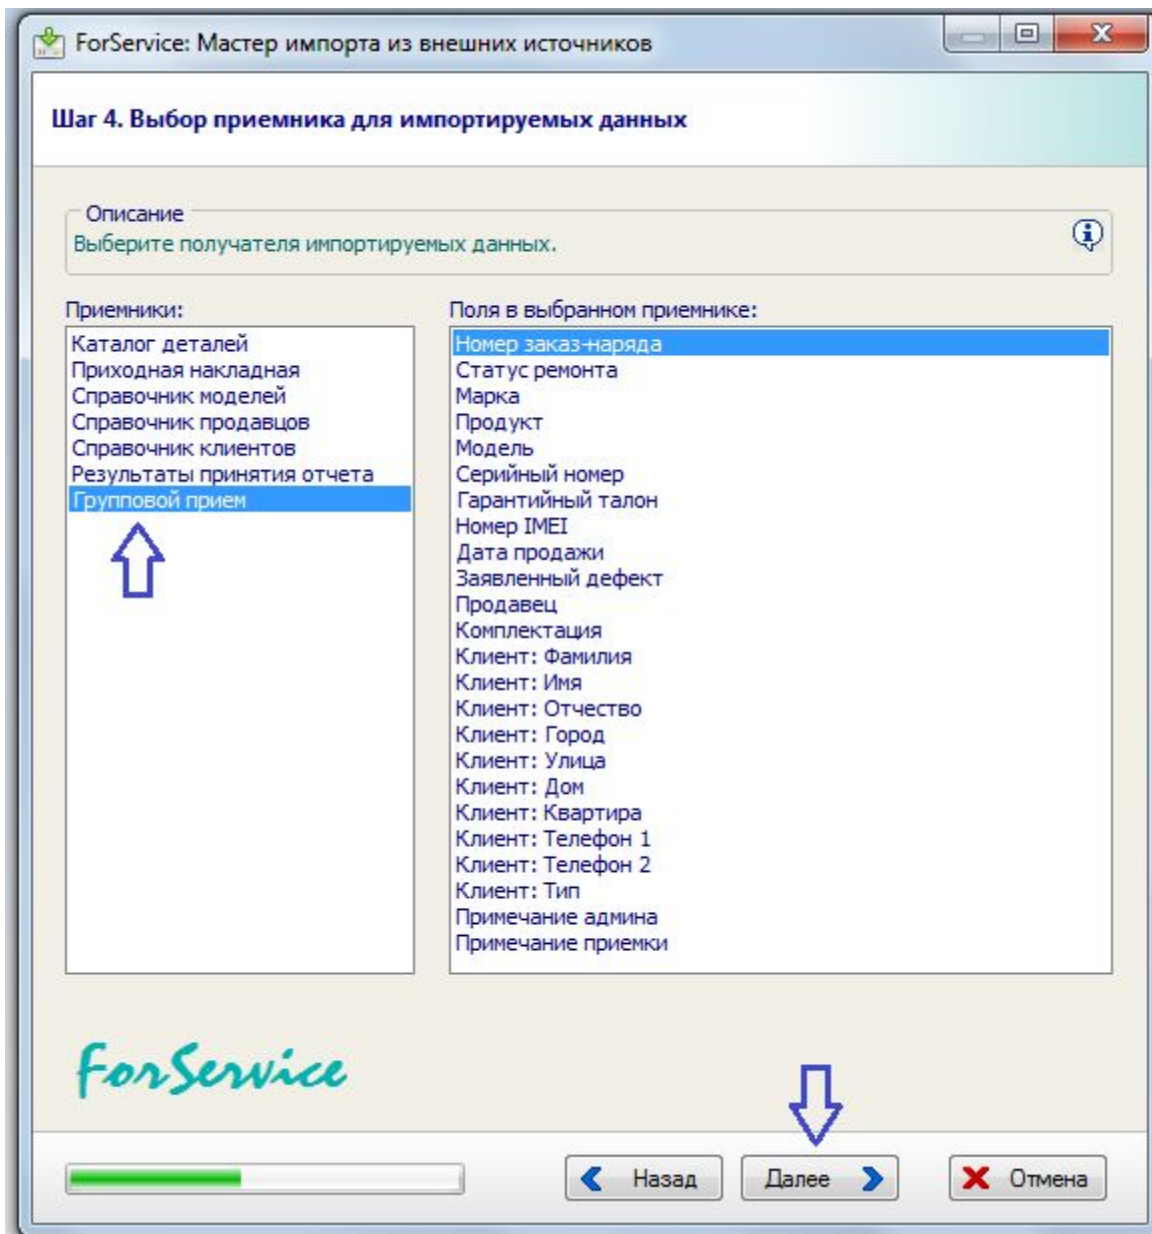 ForService: Мастер импорта из внешних источников
Шаг 4. Выбор приемника для импортируемых данных
Описание
Выберите получателя импортируемых данных.
Приемники:
Каталог деталей
Приходная накладная
Справочник моделей
Справочник продавцов
Справочник клиентов
Результаты принятия отчета
Групповой прием
Поля в выбранном приемнике:
Номер заказ-наряда
Статус ремонта
Марка
Продукт
Модель
Серийный номер
Гарантийный талон
Номер IMEI
Дата продажи
Заявленный дефект
Продавец
Комплектация
Клиент: Фамилия
Клиент: Имя
Клиент: Отчество
Клиент: Город
Клиент: Улица
Клиент: Дом
Клиент: Квартира
Клиент: Телефон 1
Клиент: Телефон 2
Клиент: Тип
Примечание админа
Примечание приемки
ForService
Назад Далее Отмена